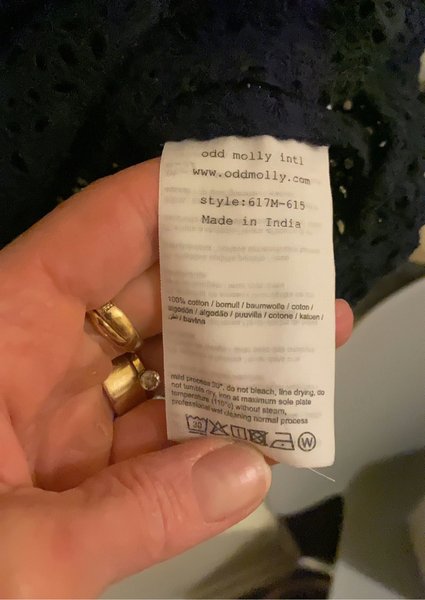 odd molly intl
www.oddmolly.com
style:617M-615
Made in India
100% cotton / bomull / baumwolle / coton /
algodón / algodão / puuvilla / cotone / katoen /
/ bavlna
mild process 30°, do not bleach, line drying, do
not tumble dry, iron at maximum sole plate
temperature (110°c) without steam,
professional wet cleaning normal process
30 W